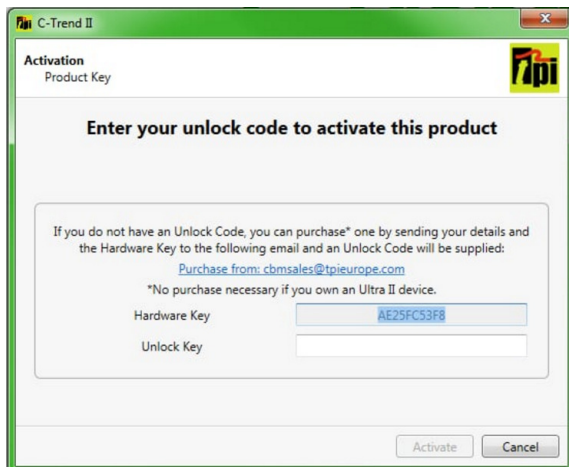 C-Trend II
Activation
Product Key
tpi
Enter your unlock code to activate this product
If you do not have an Unlock Code, you can purchase* one by sending your details and
the Hardware Key to the following email and an Unlock Code will be supplied:
Purchase from: cbmsales@tpieurope.com
*No purchase necessary if you own an Ultra II device.
Hardware Key AE25FC53F8
Unlock Key
Activate Cancel